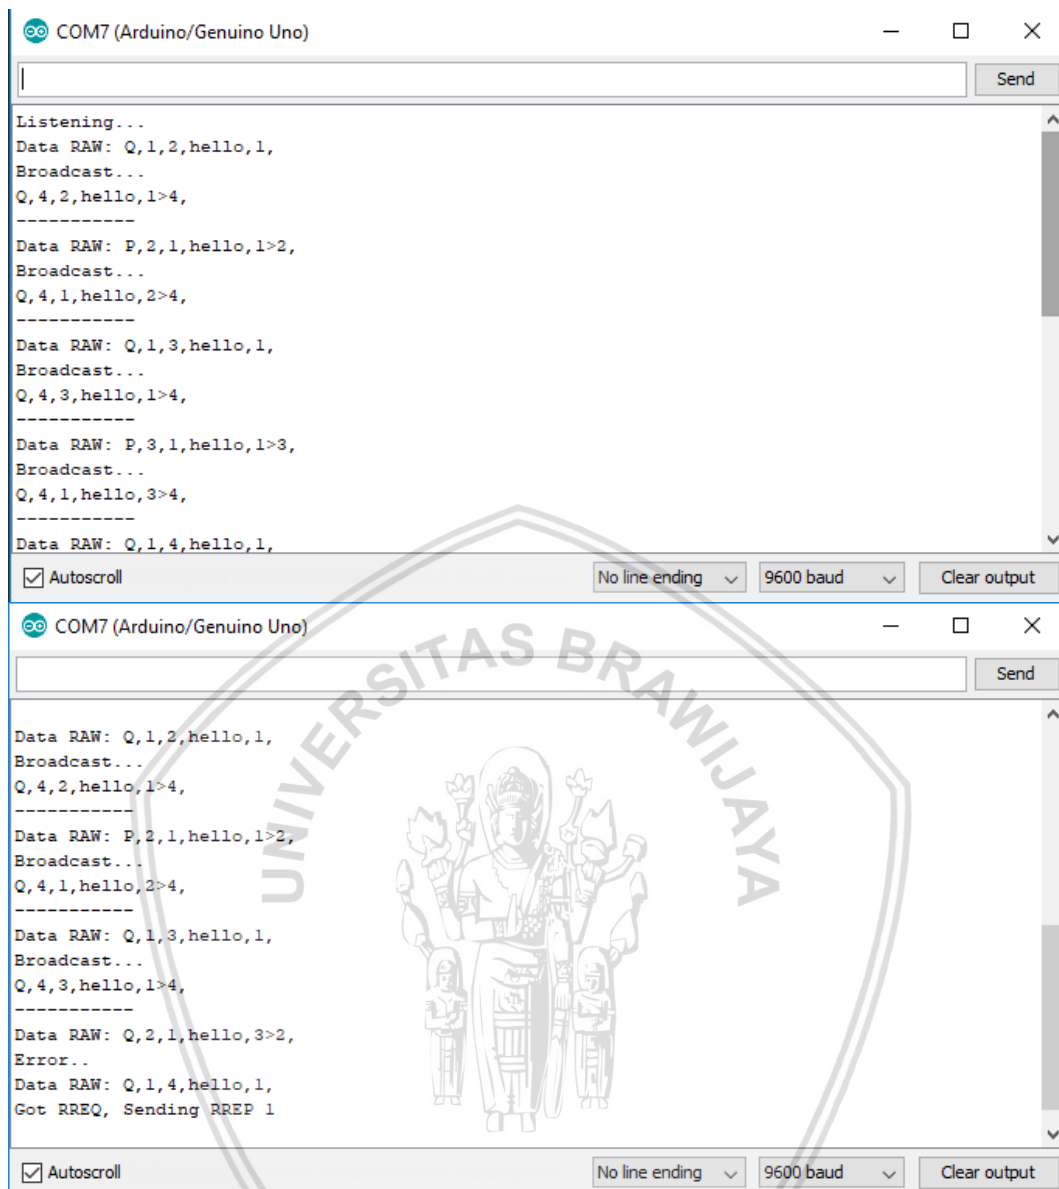 COM7 (Arduino/Genuino Uno)
Send
Listening...
Data RAW: Q,1,2,hello,1,
Broadcast...
Q,4,2,hello,1>4,
-----------
Data RAW: P,2,1,hello,1>2,
Broadcast...
Q,4,1,hello,2>4,
-----------
Data RAW: Q,1,3,hello,1,
Broadcast...
Q,4,3,hello,1>4,
-----------
Data RAW: P,3,1,hello,1>3,
Broadcast...
Q,4,1,hello,3>4,
-----------
Data RAW: Q,1,4,hello,1,
Autoscroll No line ending 9600 baud Clear output
COM7 (Arduino/Genuino Uno)
Send
Data RAW: Q,1,2,hello,1,
Broadcast...
Q,4,2,hello,1>4,
-----------
Data RAW: P,2,1,hello,1>2,
Broadcast...
Q,4,1,hello,2>4,
-----------
Data RAW: Q,1,3,hello,1,
Broadcast...
Q,4,3,hello,1>4,
-----------
Data RAW: Q,2,1,hello,3>2,
Error..
Data RAW: Q,1,4,hello,1,
Got RREQ, Sending RREP 1
Autoscroll No line ending 9600 baud Clear output
UNIVERSITAS BRAWIJAYA